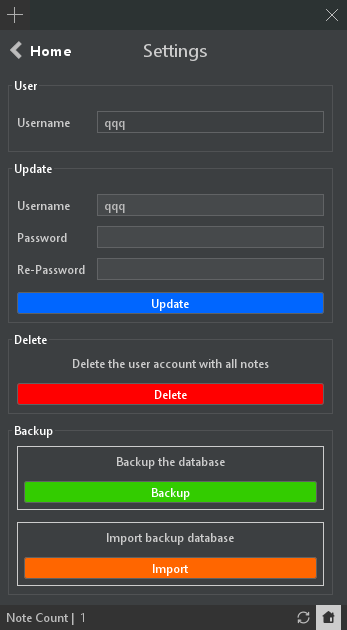 Home
Settings
User
Username qqq
Update
Username qqq
Password
Re-Password
Update
Delete
Delete the user account with all notes
Delete
Backup
Backup the database
Backup
Import backup database
Import
Note Count | 1